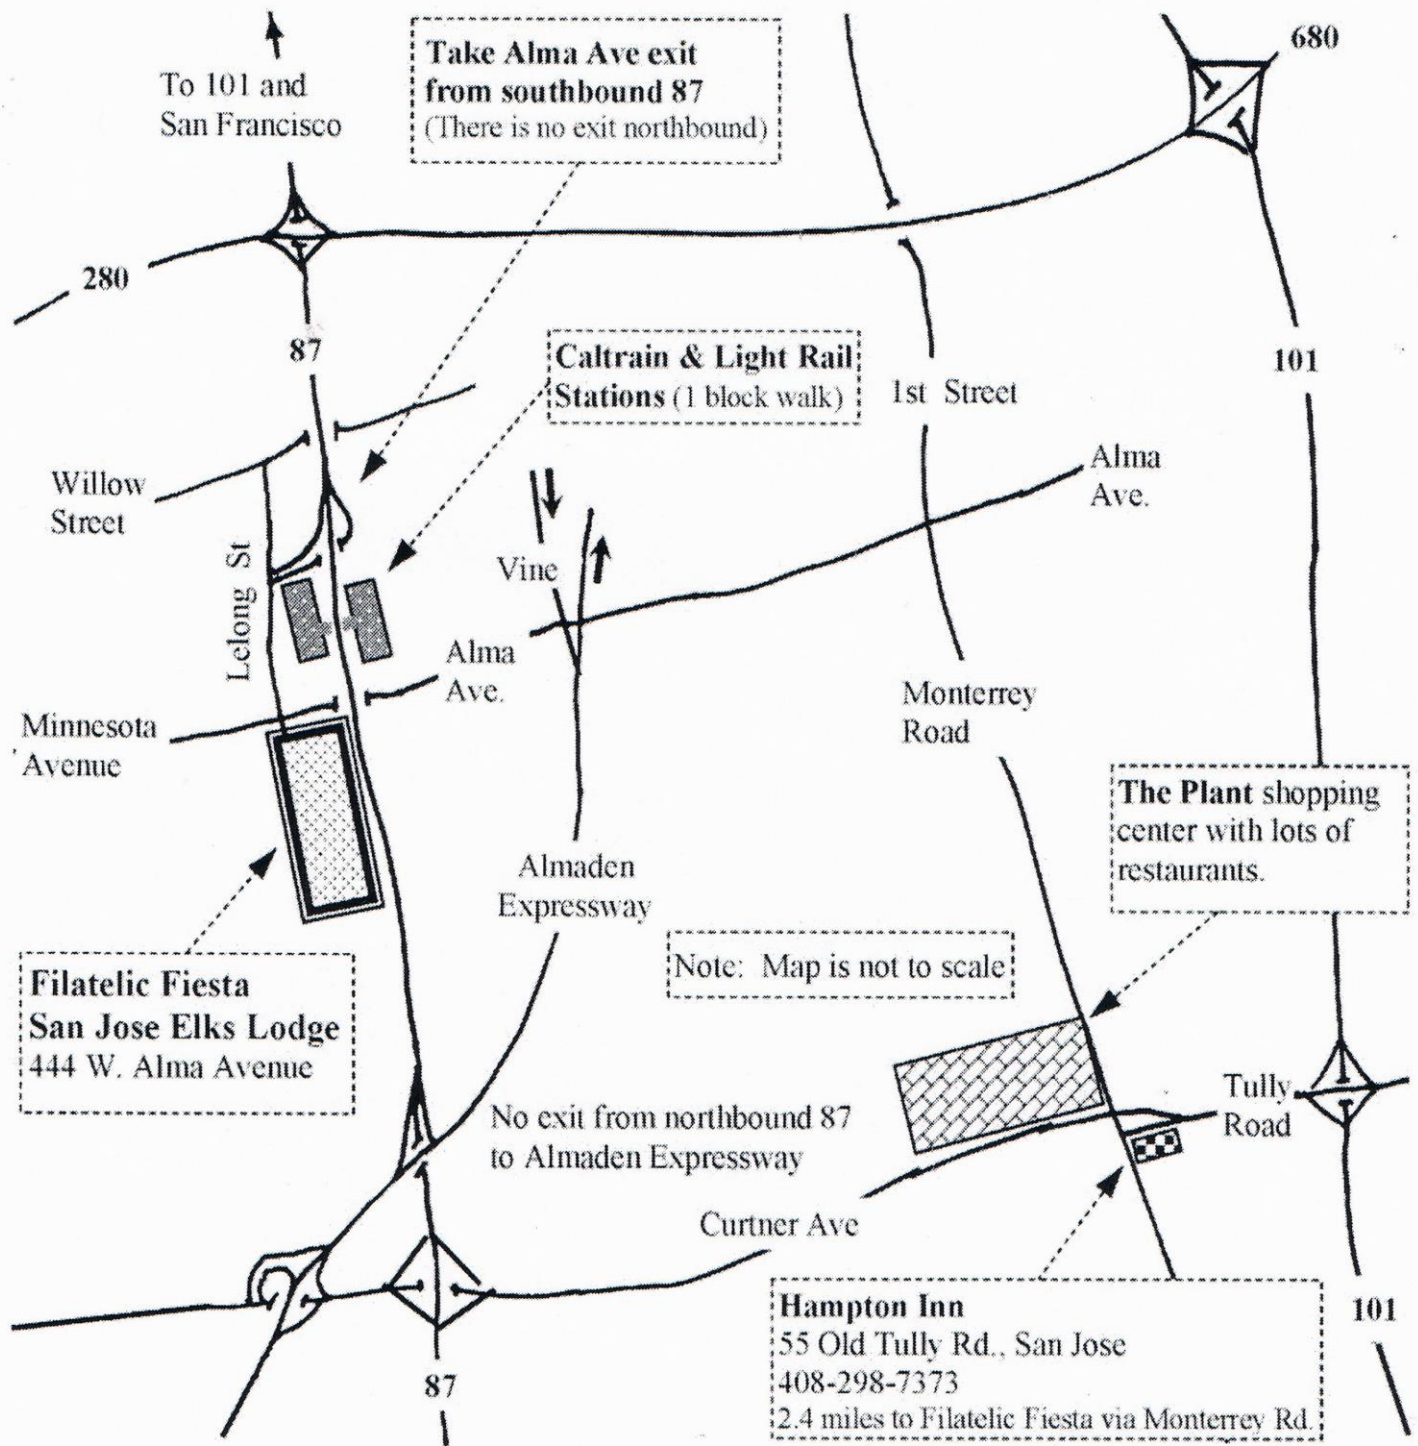 680
Take Alma Ave exit
from southbound 87
(There is no exit northbound)
To 101 and
San Francisco
280
87
Caltrain & Light Rail
Stations (1 block walk)
101
1st Street
Alma
Ave.
Willow
Street
Lelong St
Vine
Alma
Ave.
Minnesota
Avenue
Monterrey
Road
The Plant shopping
center with lots of
restaurants.
Almaden
Expressway
Note: Map is not to scale
Filatelic Fiesta
San Jose Elks Lodge
444 W. Alma Avenue
Tully
Road
No exit from northbound 87
to Almaden Expressway
Curtner Ave
Hampton Inn
55 Old Tully Rd., San Jose
408-298-7373
2.4 miles to Filatelic Fiesta via Monterrey Rd.
101
87